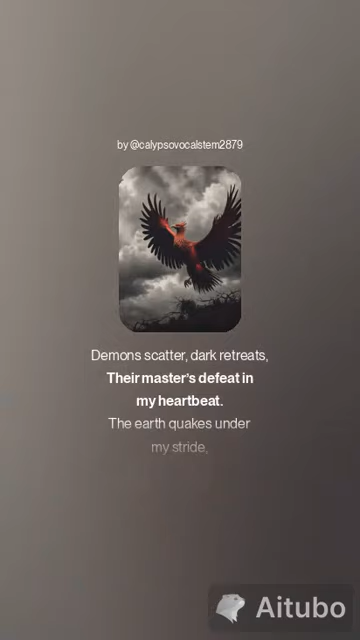 by @calypsovocalstem2879
Demons scatter, dark retreats,
Their master's defeat in
my heartbeat.
The earth quakes under
my stride,
Aitubo